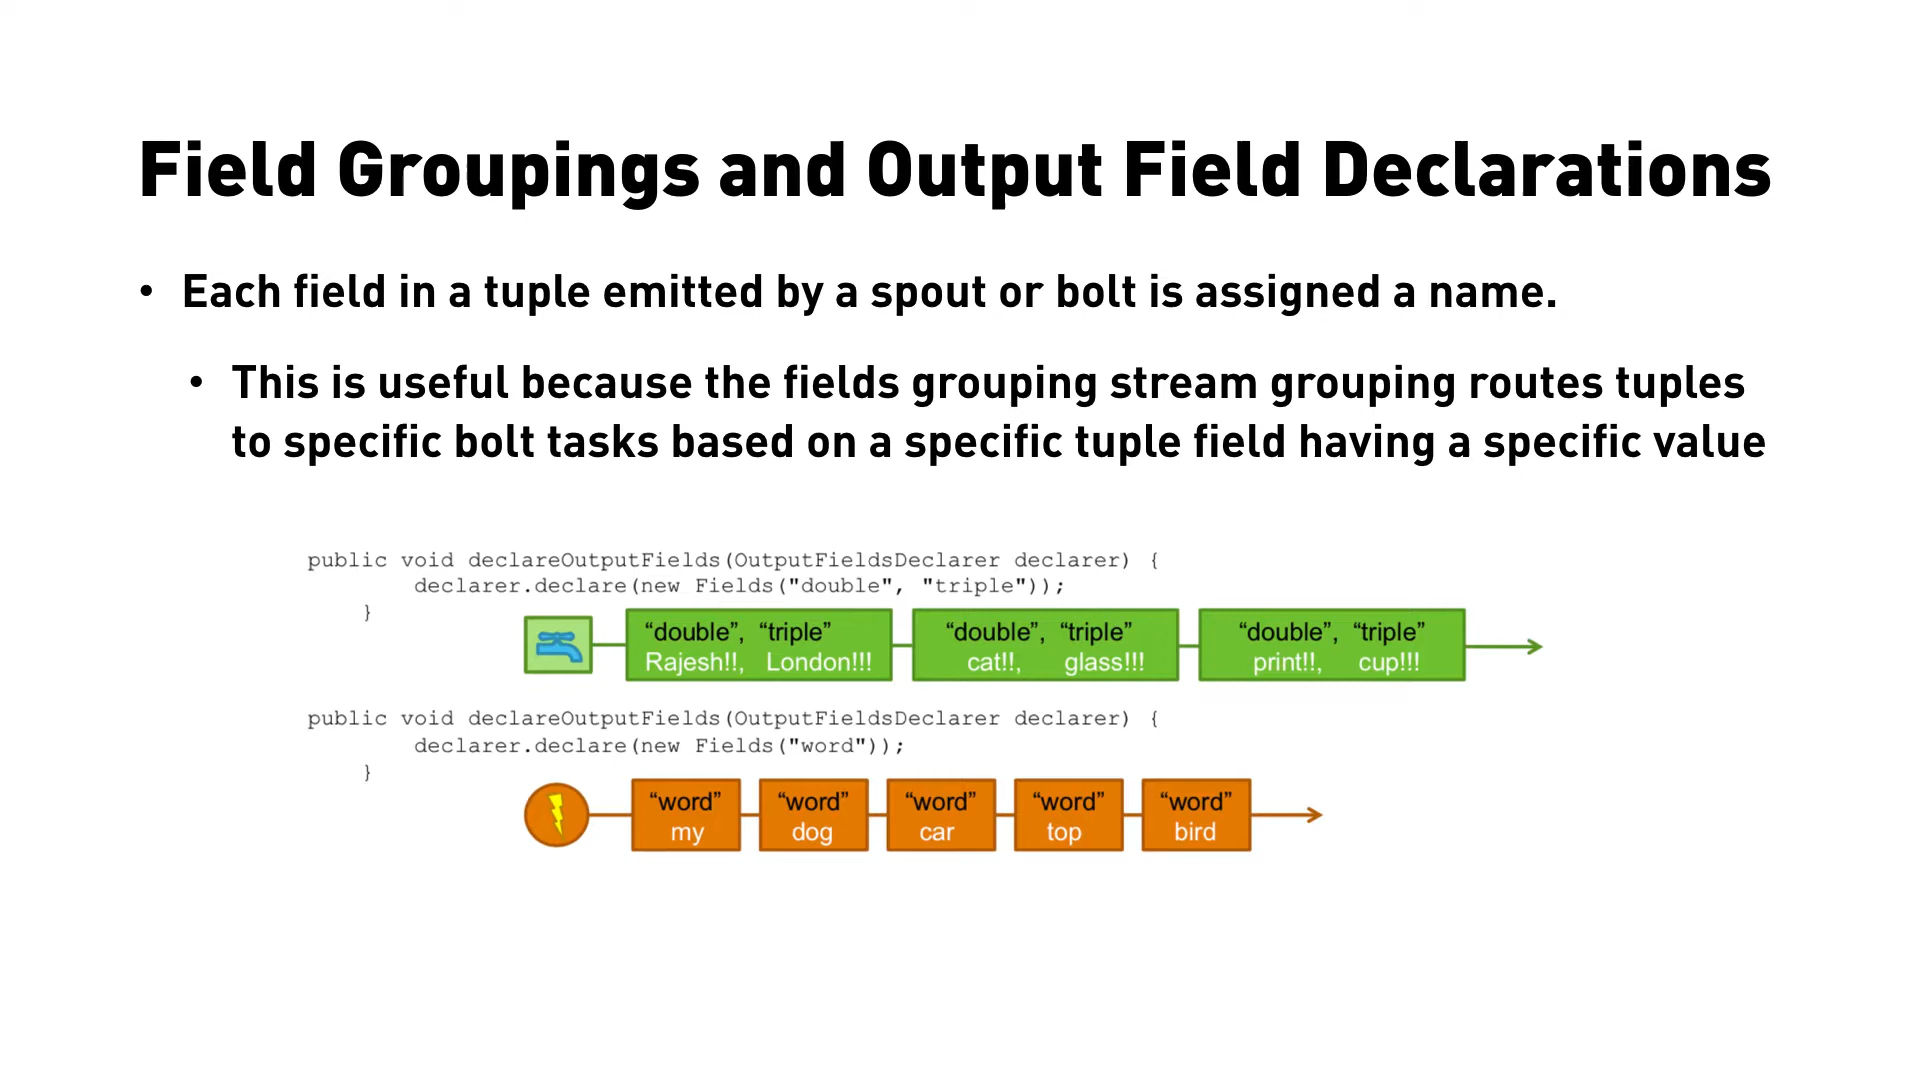 Field Groupings and Output Field Declarations
• Each field in a tuple emitted by a spout or bolt is assigned a name.
• This is useful because the fields grouping stream grouping routes tuples
to specific bolt tasks based on a specific tuple field having a specific value
public void declareOutputFields(OutputFieldsDeclarer declarer) {
declarer.declare(new Fields("double", "triple"));
}
“double”, “triple” “double”, “triple” “double”, “triple”
Rajesh!!, London!!! cat!!, glass!!! print!!, cup!!!
public void declareOutputFields(OutputFieldsDeclarer declarer) {
declarer.declare(new Fields("word"));
}
“word” “word” “word” “word” “word”
my dog car top bird